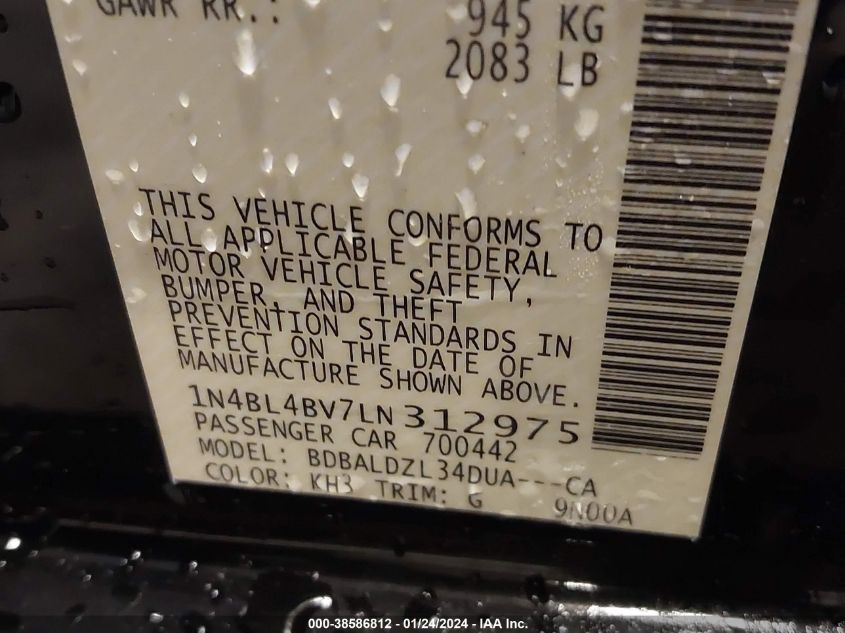 GAWR RR.:
945 KG
2083 LB
THIS VEHICLE CONFORMS TO
ALL APPLICABLE FEDERAL
MOTOR VEHICLE SAFETY,
BUMPER, AND THEFT
PREVENTION STANDARDS IN
EFFECT ON THE DATE OF
MANUFACTURE SHOWN ABOVE.
1N4BL4BV7LN312975
PASSENGER CAR 700442
MODEL: BDBALDZL34DUA---CA
COLOR: KH3 TRIM: G 9N00A
000-38586812 - 01/24/2024 - IAA Inc.